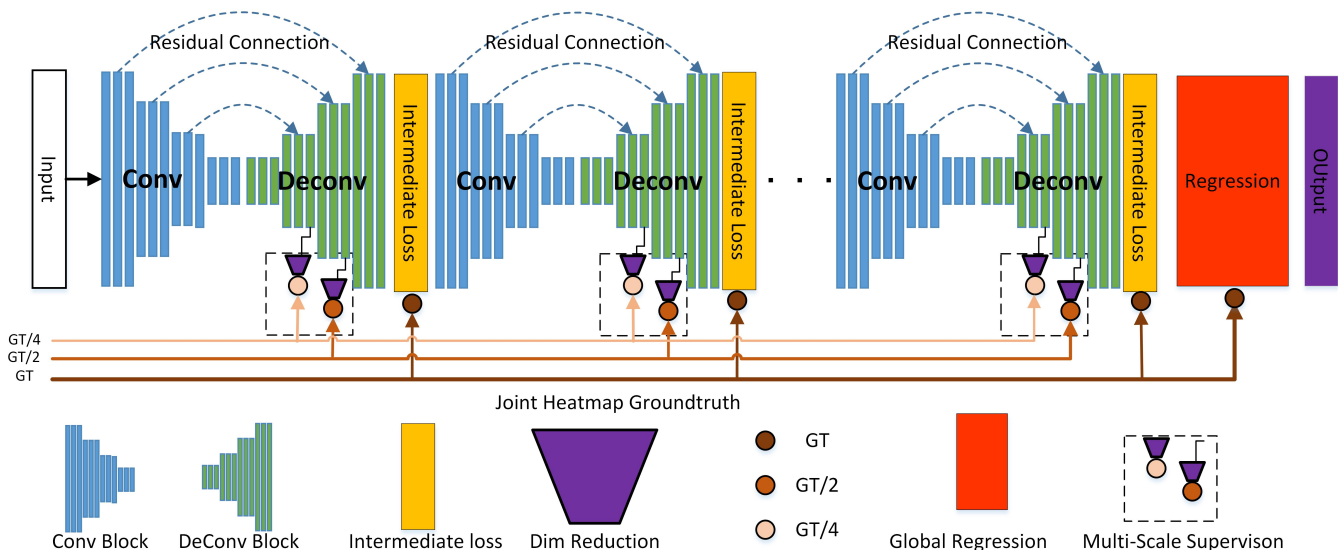 Residual Connection
Residual Connection
Residual Connection
Input
Conv
Deconv
Intermediate Loss
Conv
Deconv
Intermediate Loss
. . .
Conv
Deconv
Intermediate Loss
Regression
OUtput
GT/4
GT/2
GT
Joint Heatmap Groundtruth
GT
GT/2
GT/4
Conv Block
DeConv Block
Intermediate loss
Dim Reduction
Global Regression
Multi-Scale Supervison